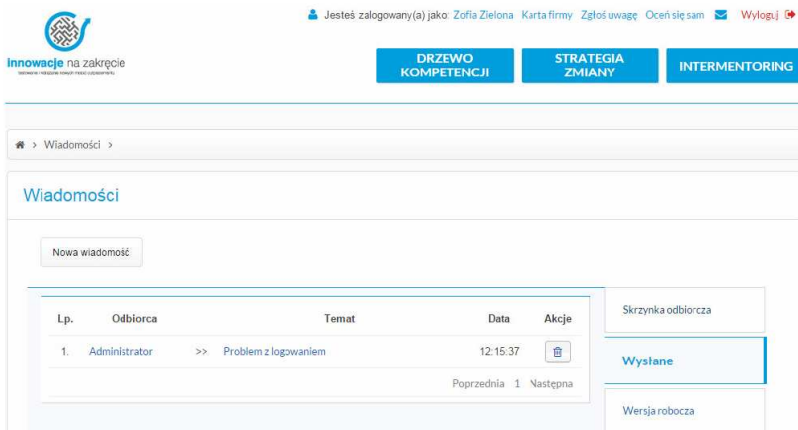 Jesteś zalogowany(a) jako: Zofia Zielona Karta firmy Zgłoś uwagę Oceń się sam Wyloguj
innowacje na zakręcie
DRZEWO KOMPETENCJI
STRATEGIA ZMIANY
INTERMENTORING
> Wiadomości >
Wiadomości
Nowa wiadomość
Lp. Odbiorca Temat Data Akcje
1. Administrator >> Problem z logowaniem 12:15:37
Poprzednia 1 Następna
Skrzynka odbiorcza
Wysłane
Wersja robocza